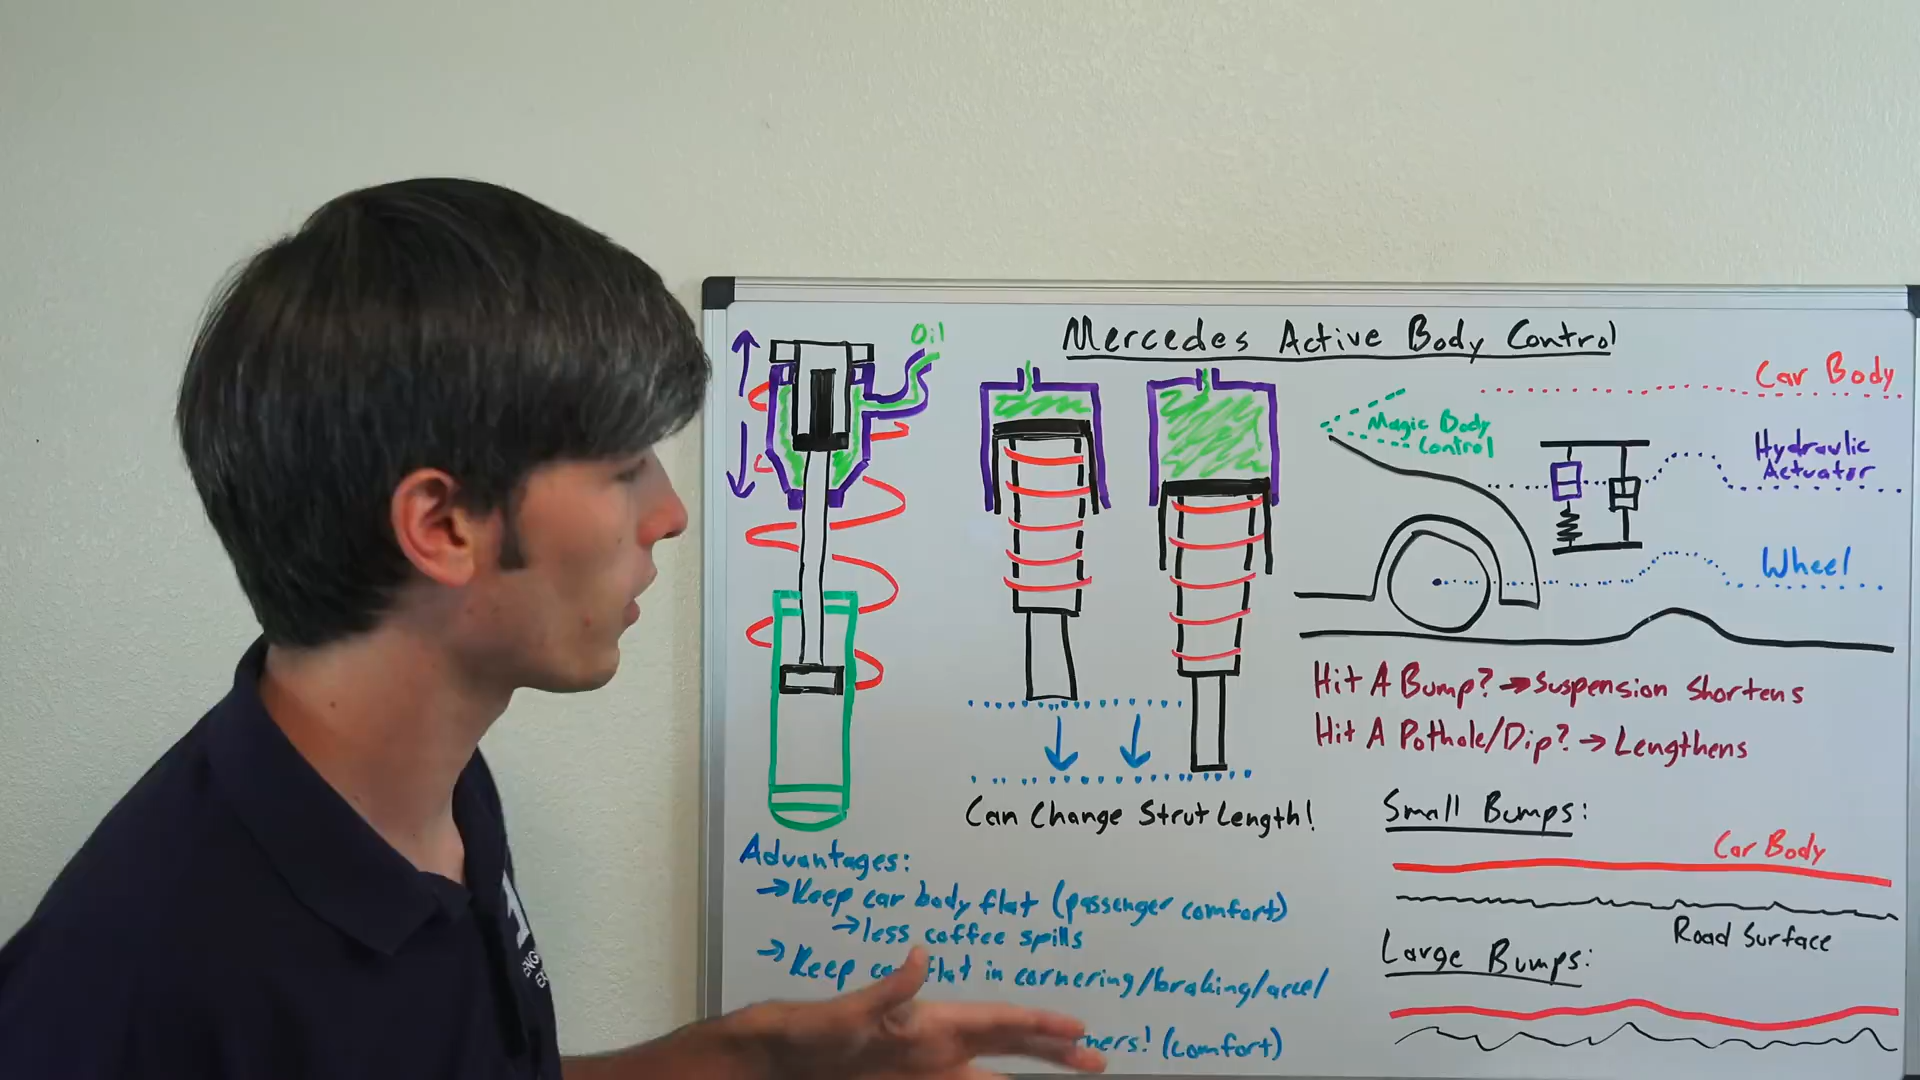 Mercedes Active Body Control
Oil
Car Body
Magic Body
Control
Hydraulic
Actuator
Wheel
Hit A Bump? → Suspension Shortens
Hit A Pothole/Dip? → Lengthens
Can Change Strut Length!
Advantages:
→ Keep car body flat (passenger comfort)
→ less coffee spills
→ Keep car flat in cornering/braking/accel
(comfort)
Small Bumps:
Car Body
Road Surface
Large Bumps: